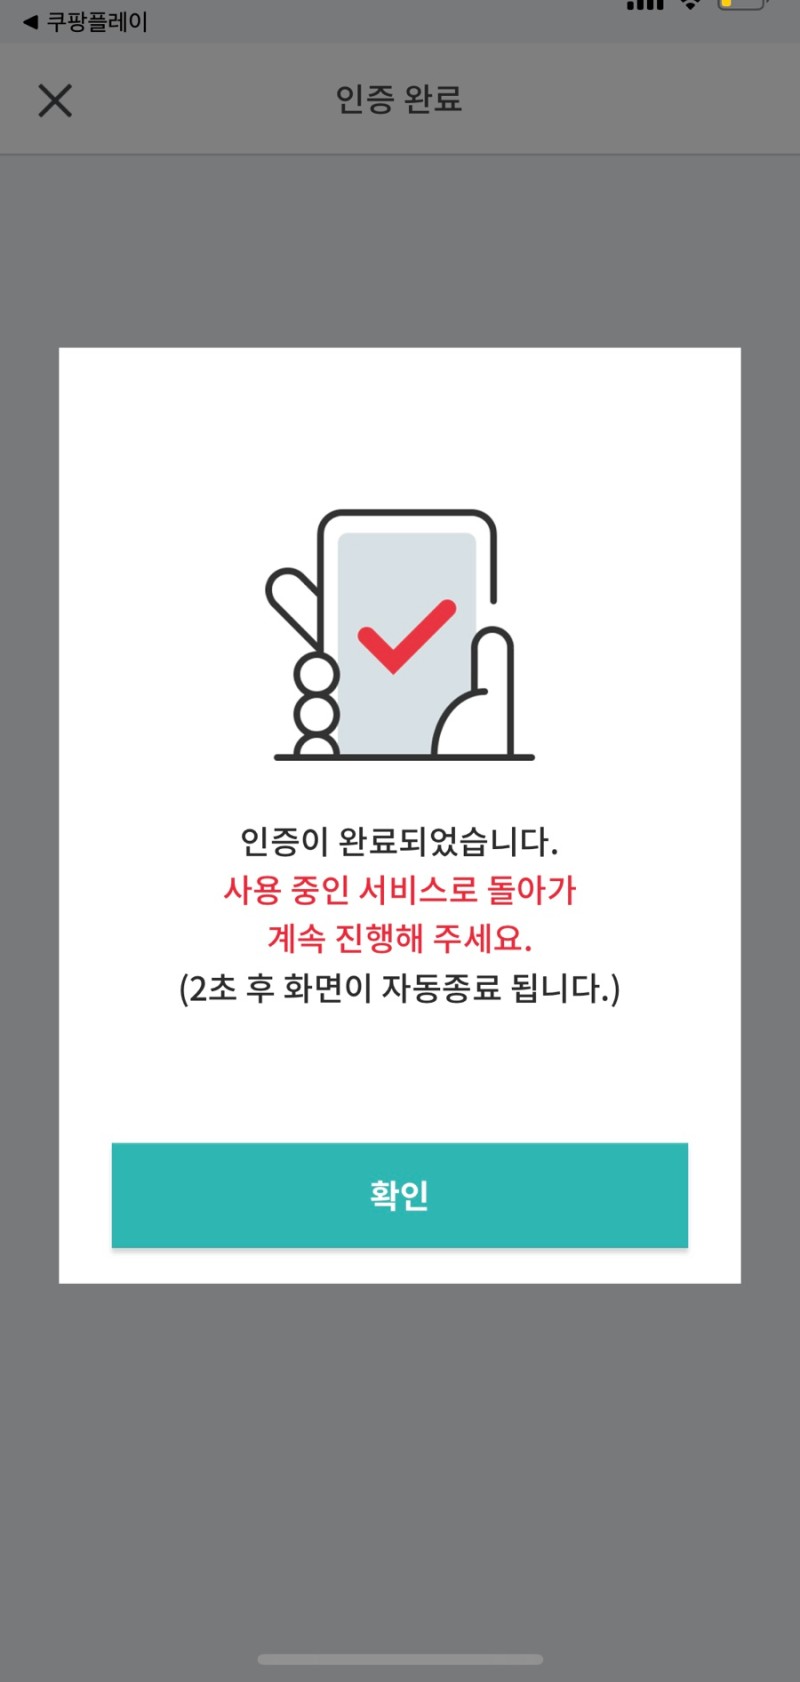 ◀ 쿠팡플레이
인증 완료
인증이 완료되었습니다.
사용 중인 서비스로 돌아가
계속 진행해 주세요.
(2초 후 화면이 자동종료 됩니다.)
확인